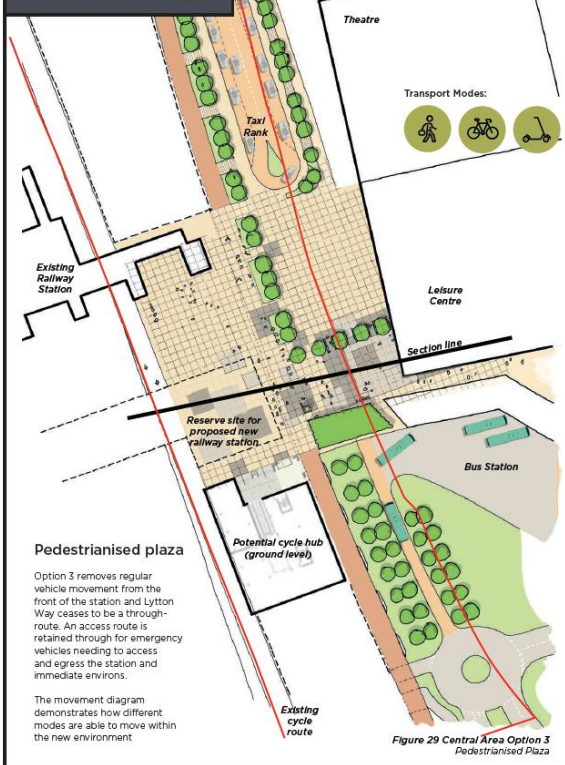 Theatre
Transport Modes:
Taxi
Rank
Existing
Railway
Station
Leisure
Centre
Section line
Reserve site for
proposed new
railway station
Bus Station
Potential cycle hub
(ground level)
Pedestrianised plaza
Option 3 removes regular
vehicle movement from the
front of the station and Lytton
Way ceases to be a through-
route. An access route is
retained through for emergency
vehicles needing to access
and egress the station and
immediate environs.
The movement diagram
demonstrates how different
modes are able to move within
the new environment
Existing
cycle
route
Figure 29 Central Area Option 3
Pedestrianised Plaza